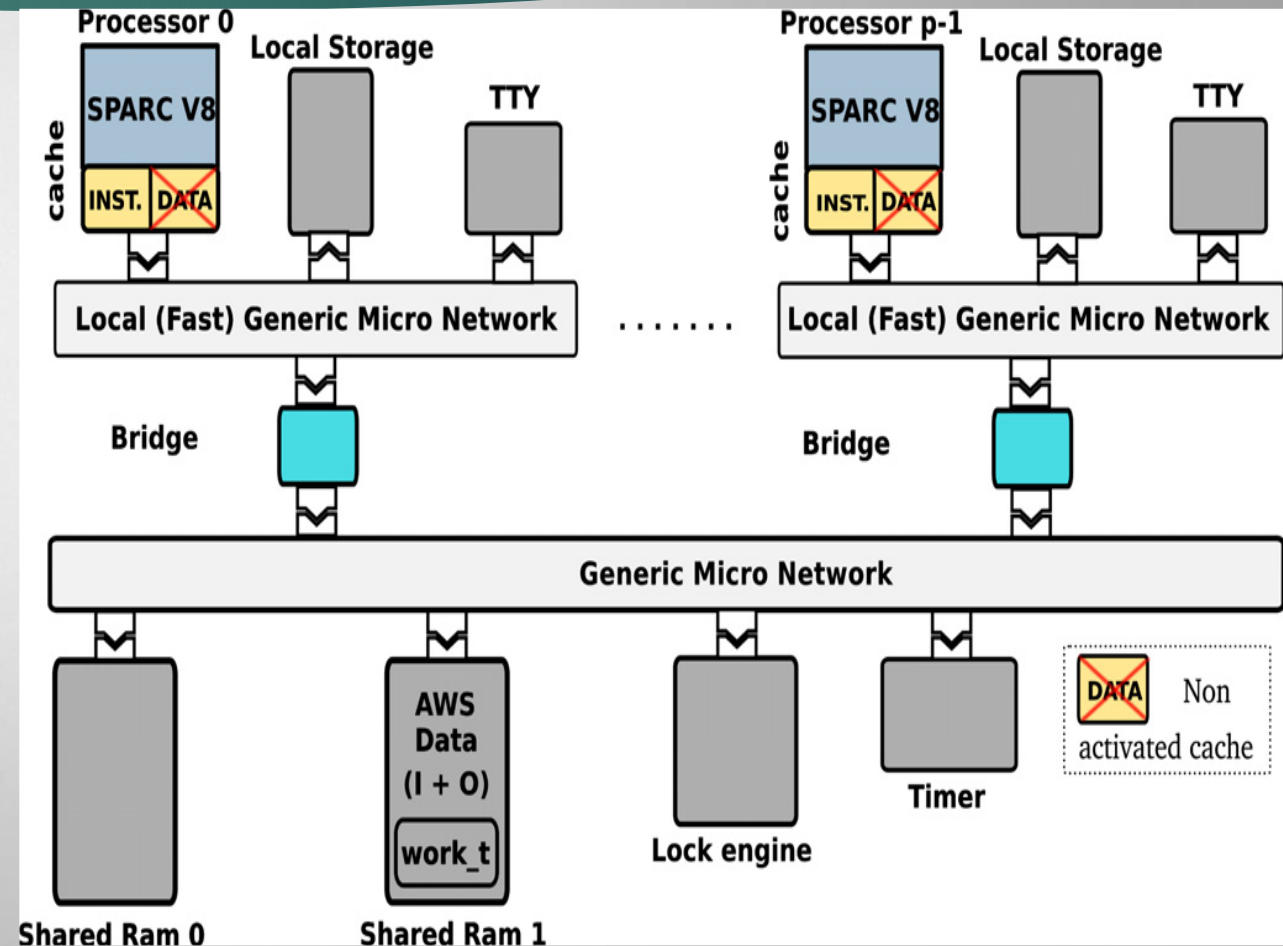 Processor 0
Local Storage
TTY
SPARC V8
cache
INST.
DATA
Local (Fast) Generic Micro Network
.......
Processor p-1
Local Storage
TTY
SPARC V8
cache
INST.
DATA
Local (Fast) Generic Micro Network
Bridge
Bridge
Generic Micro Network
AWS
Data
(I + O)
work_t
Shared Ram 0
Shared Ram 1
Lock engine
Timer
DATA
Non
activated cache